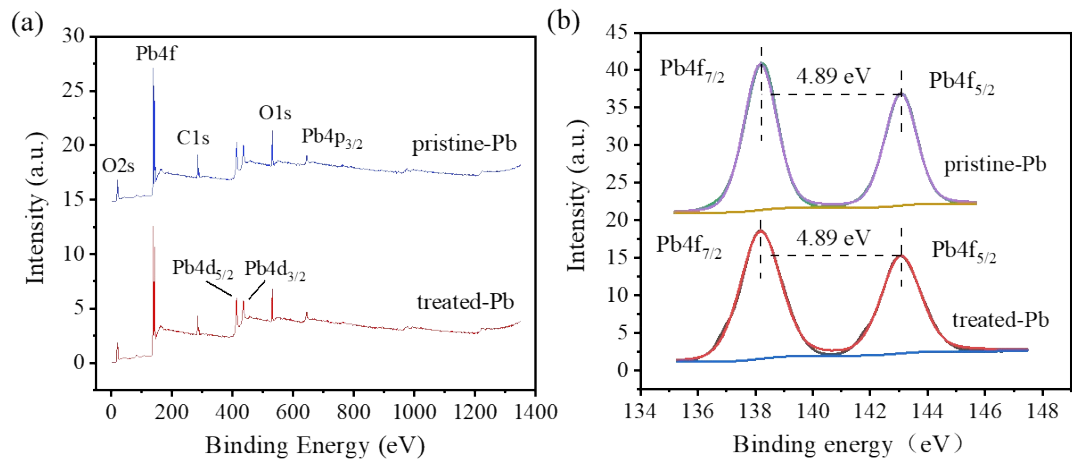 (a)
30
25
20
15
10
5
0
Intensity (a.u.)
Pb4f
O2s
C1s
O1s
Pb4p3/2
pristine-Pb
Pb4d5/2
Pb4d3/2
treated-Pb
0 200 400 600 800 1000 1200 1400
Binding Energy (eV)
(b)
45
40
35
30
25
20
15
10
5
0
Intensity (a.u.)
Pb4f7/2
4.89 eV
Pb4f5/2
pristine-Pb
Pb4f7/2
4.89 eV
Pb4f5/2
treated-Pb
134 136 138 140 142 144 146 148
Binding energy（eV）